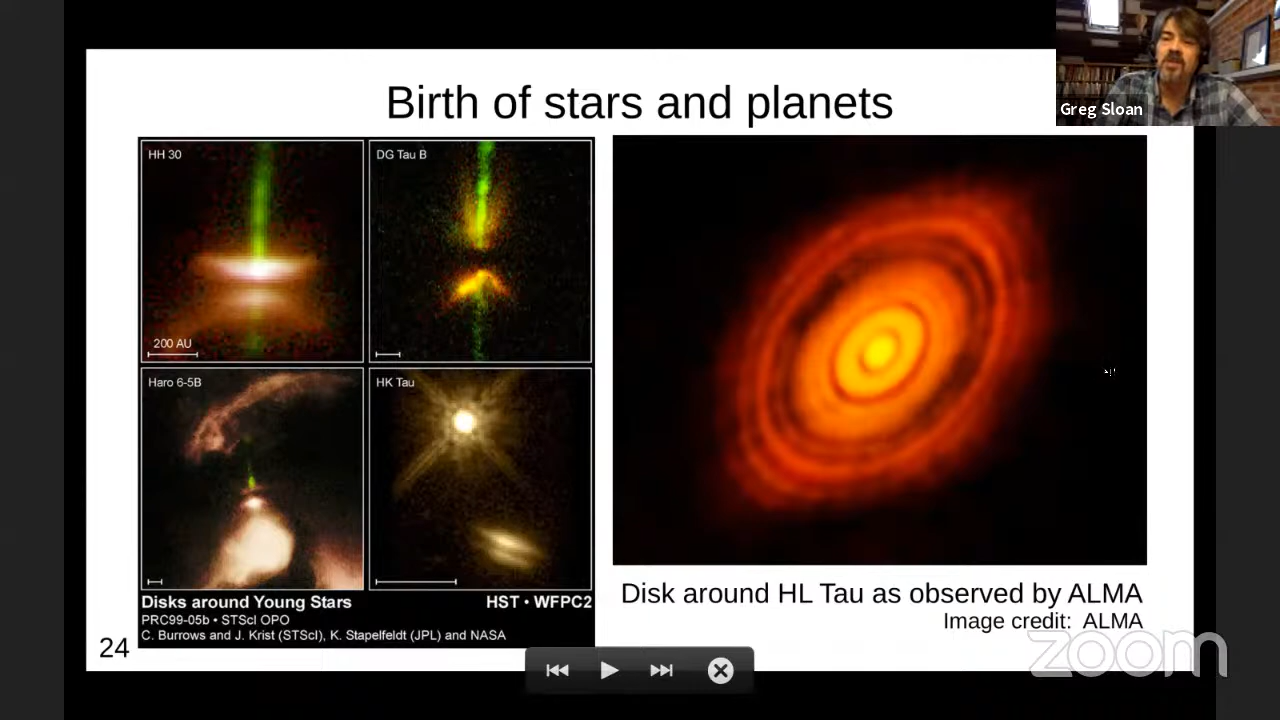 Birth of stars and planets
Greg Sloan
HH 30
DG Tau B
200 AU
Haro 6-5B
HK Tau
Disks around Young Stars
HST • WFPC2
PRC99-05b • STScI OPO
C. Burrows and J. Krist (STScI), K. Stapelfeldt (JPL) and NASA
Disk around HL Tau as observed by ALMA
Image credit: ALMA
24
zoom